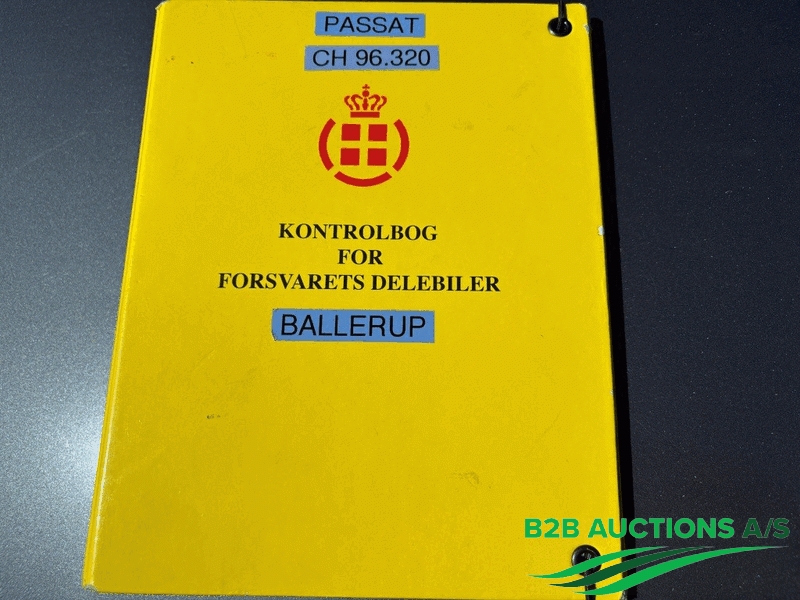 PASSAT
CH 96.320
KONTROLBOG
FOR
FORSVARETS DELEBILER
BALLERUP
B2B AUCTIONS A/S